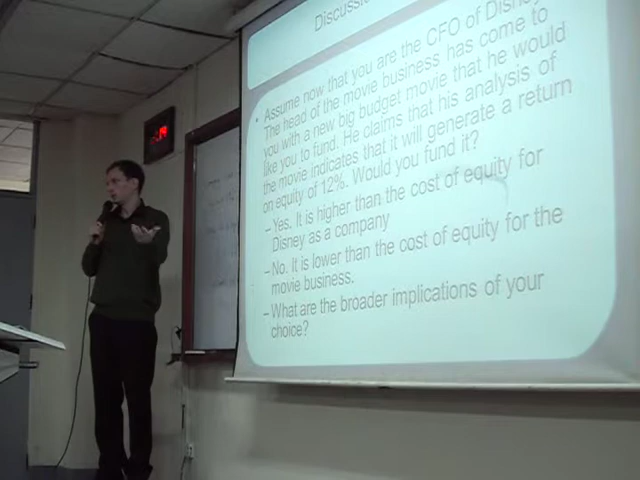 Discussion
• Assume now that you are the CFO of Disney.
The head of the movie business has come to
you with a new big budget movie that he would
like you to fund. He claims that his analysis of
the movie indicates that it will generate a return
on equity of 12%. Would you fund it?
– Yes. It is higher than the cost of equity for
Disney as a company
– No. It is lower than the cost of equity for the
movie business.
– What are the broader implications of your
choice?